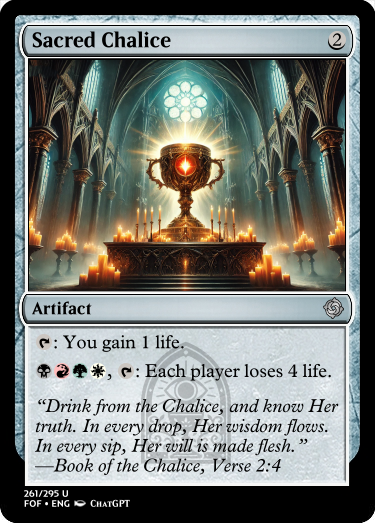 Sacred Chalice 2
Artifact
: You gain 1 life.
, : Each player loses 4 life.
“Drink from the Chalice, and know Her
truth. In every drop, Her wisdom flows.
In every sip, Her will is made flesh.”
—Book of the Chalice, Verse 2:4
261/295 U
FOF • ENG ChatGPT